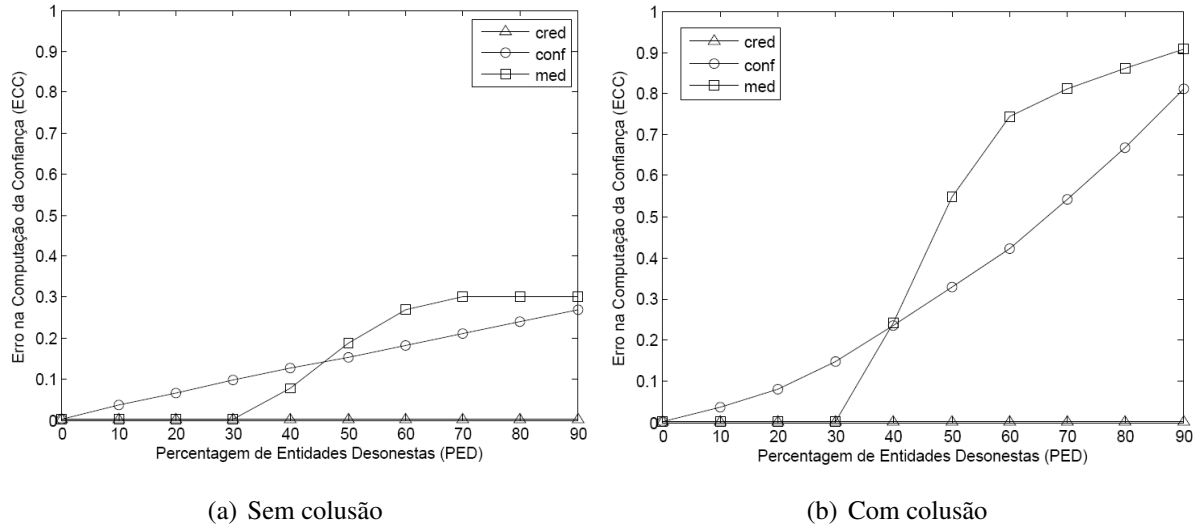 1
0.9
0.8
0.7
0.6
0.5
0.4
0.3
0.2
0.1
0
Erro na Computação da Confiança (ECC)
cred
conf
med
0 10 20 30 40 50 60 70 80 90
Percentagem de Entidades Desonestas (PED)
(a) Sem colusão
1
0.9
0.8
0.7
0.6
0.5
0.4
0.3
0.2
0.1
0
Erro na Computação da Confiança (ECC)
cred
conf
med
0 10 20 30 40 50 60 70 80 90
Percentagem de Entidades Desonestas (PED)
(b) Com colusão